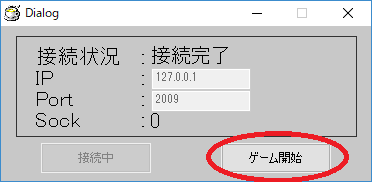 Dialog
接続状況 : 接続完了
IP : 127.0.0.1
Port : 2009
Sock : 0
接続中 ゲーム開始